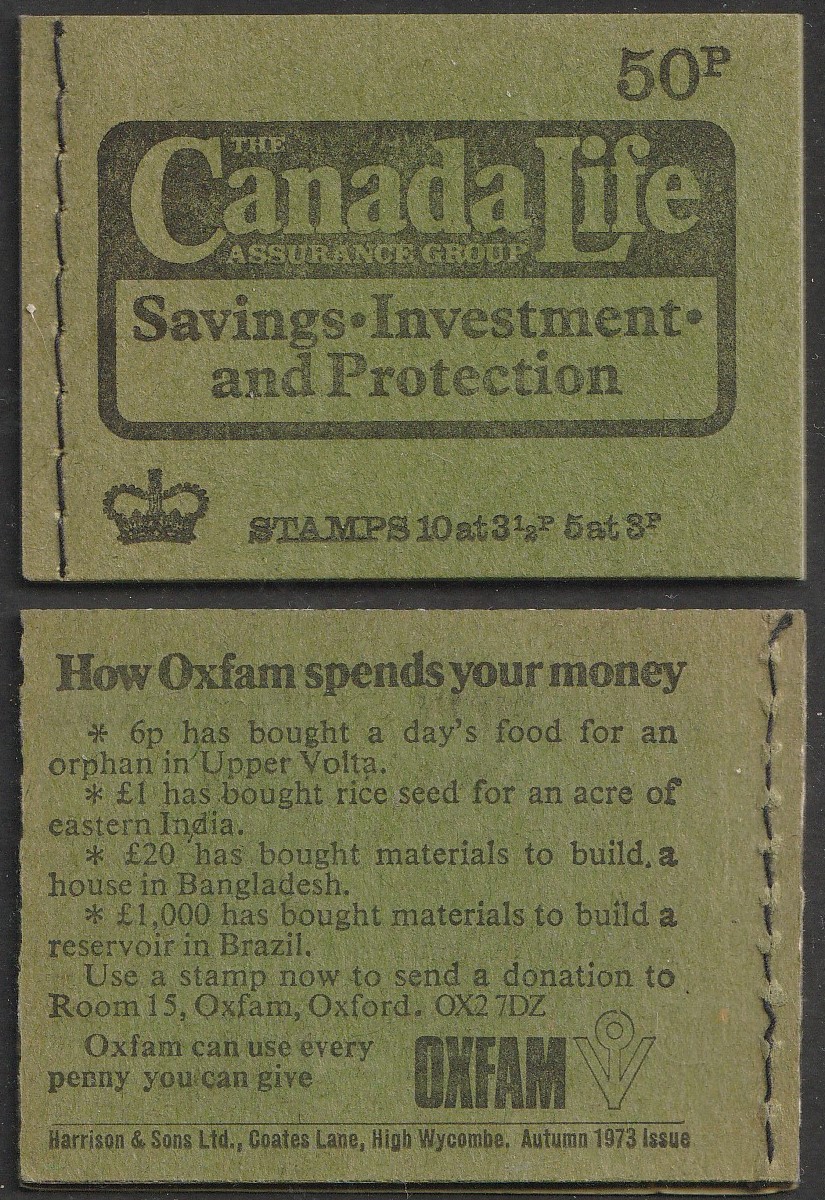 50P
THE
Canada Life
ASSURANCE GROUP
Savings•Investment•
and Protection
STAMPS 10 at 3½P 5 at 3P
How Oxfam spends your money
* 6p has bought a day's food for an
orphan in Upper Volta.
* £1 has bought rice seed for an acre of
eastern India.
* £20 has bought materials to build a
house in Bangladesh.
* £1,000 has bought materials to build a
reservoir in Brazil.
Use a stamp now to send a donation to
Room 15, Oxfam, Oxford. OX2 7DZ
Oxfam can use every
penny you can give
OXFAM
Harrison & Sons Ltd., Coates Lane, High Wycombe. Autumn 1973 Issue